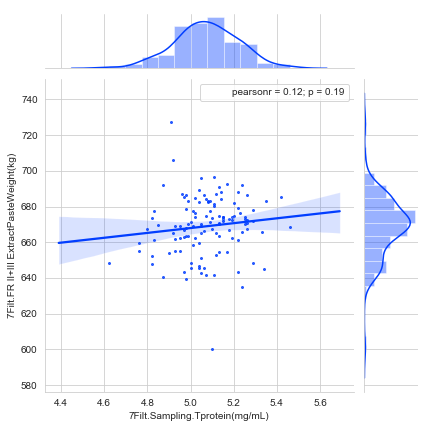 pearsonr = 0.12; p = 0.19
740
720
700
680
660
640
620
600
580
7Filt.FR II+III ExtractPasteWeight(kg)
4.4 4.6 4.8 5.0 5.2 5.4 5.6
7Filt.Sampling.Tprotein(mg/mL)